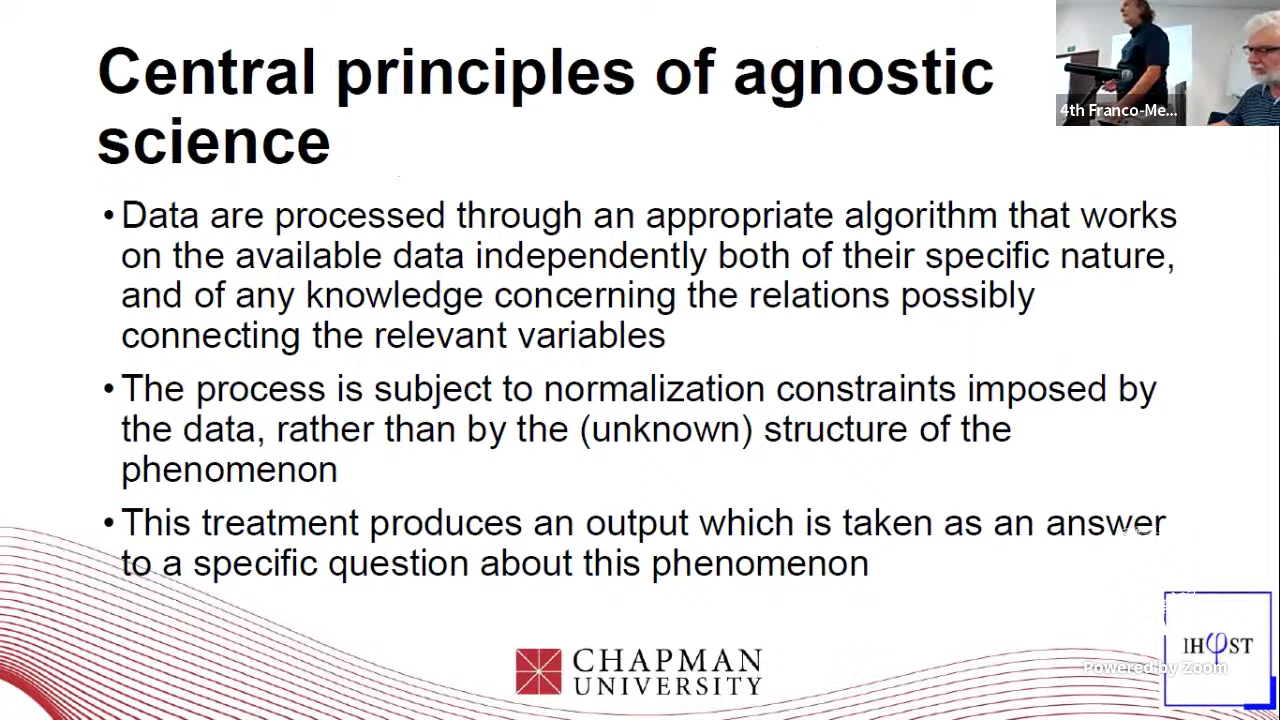 Central principles of agnostic
science
4th Franco-Me...
• Data are processed through an appropriate algorithm that works
on the available data independently both of their specific nature,
and of any knowledge concerning the relations possibly
connecting the relevant variables
• The process is subject to normalization constraints imposed by
the data, rather than by the (unknown) structure of the
phenomenon
• This treatment produces an output which is taken as an answer
to a specific question about this phenomenon
CHAPMAN
UNIVERSITY
IHφST
Powered by Zoom